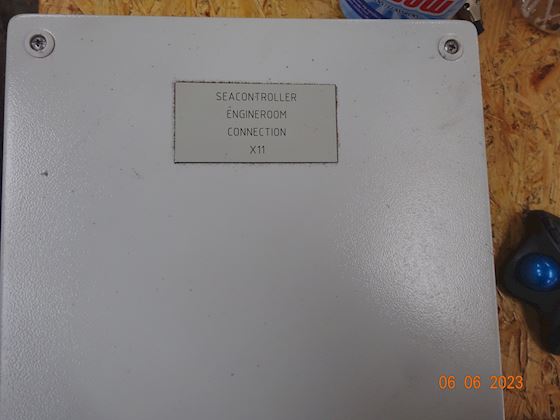 SEACONTROLLER
ENGINEROOM
CONNECTION
X11
06 06 2023